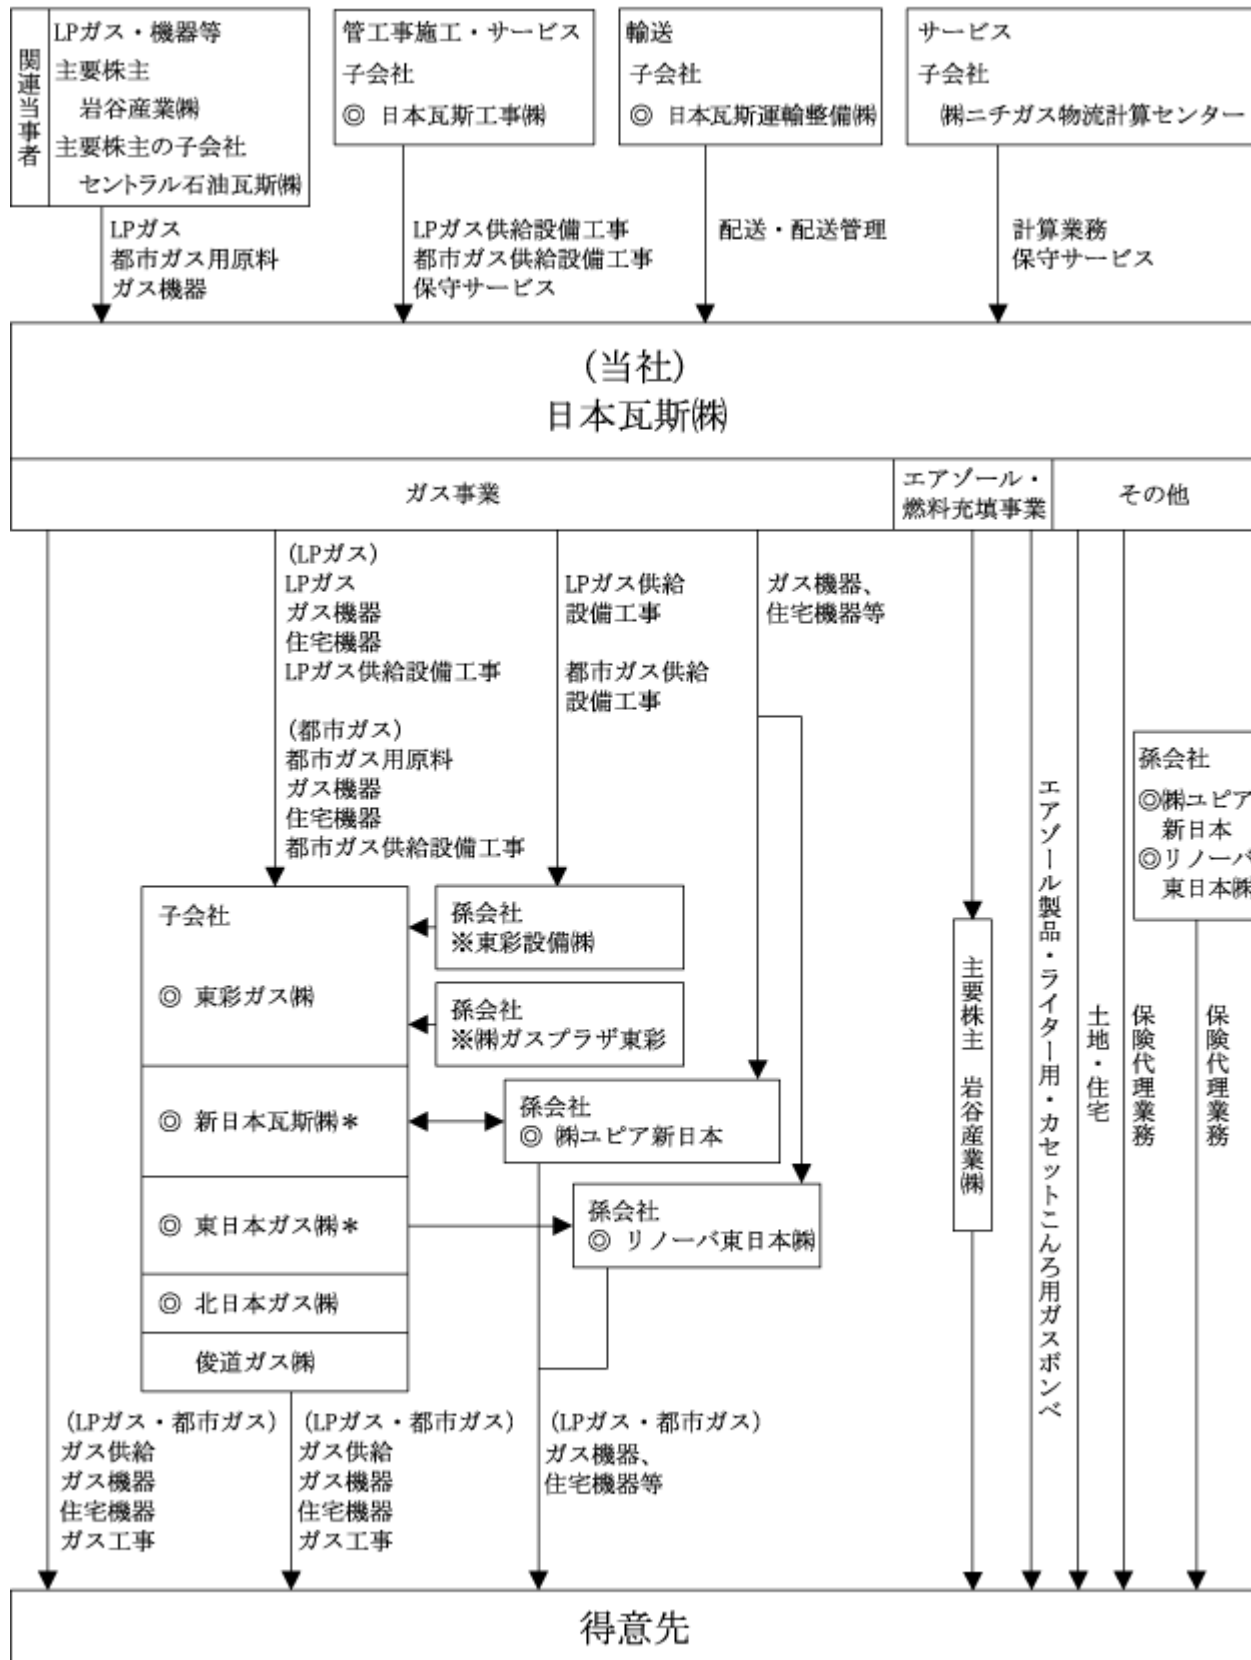 関連当事者
LPガス・機器等
主要株主
岩谷産業㈱
主要株主の子会社
セントラル石油瓦斯㈱
管工事施工・サービス
子会社
◎ 日本瓦斯工事㈱
輸送
子会社
◎ 日本瓦斯運輸整備㈱
サービス
子会社
㈱ニチガス物流計算センター
LPガス
都市ガス用原料
ガス機器
LPガス供給設備工事
都市ガス供給設備工事
保守サービス
配送・配送管理
計算業務
保守サービス
(当社)
日本瓦斯㈱
ガス事業
エアゾール・
燃料充填事業
その他
(LPガス)
LPガス
ガス機器
住宅機器
LPガス供給設備工事
(都市ガス)
都市ガス用原料
ガス機器
住宅機器
都市ガス供給設備工事
LPガス供給
設備工事
都市ガス供給
設備工事
ガス機器、
住宅機器等
子会社
◎ 東彩ガス㈱
◎ 新日本瓦斯㈱＊
◎ 東日本ガス㈱＊
◎ 北日本ガス㈱
俊道ガス㈱
孫会社
※東彩設備㈱
孫会社
※㈱ガスプラザ東彩
孫会社
◎ ㈱ユピア新日本
孫会社
◎ リノーバ東日本㈱
主要株主 岩谷産業㈱
エアゾール製品・ライター用・カセットこんろ用ガスボンベ
土地・住宅
保険代理業務
孫会社
◎㈱ユピア
新日本
◎リノーバ
東日本㈱
保険代理業務
(LPガス・都市ガス)
ガス供給
ガス機器
住宅機器
ガス工事
(LPガス・都市ガス)
ガス供給
ガス機器
住宅機器
ガス工事
(LPガス・都市ガス)
ガス機器、
住宅機器等
得意先